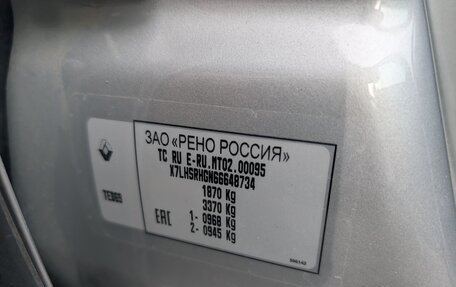 ЗАО «РЕНО РОССИЯ»
TC RU E-RU.MT02.00095
X7LHSRHGN66648734
1870 Kg
3370 Kg
1- 0968 Kg
2- 0945 Kg
EAC